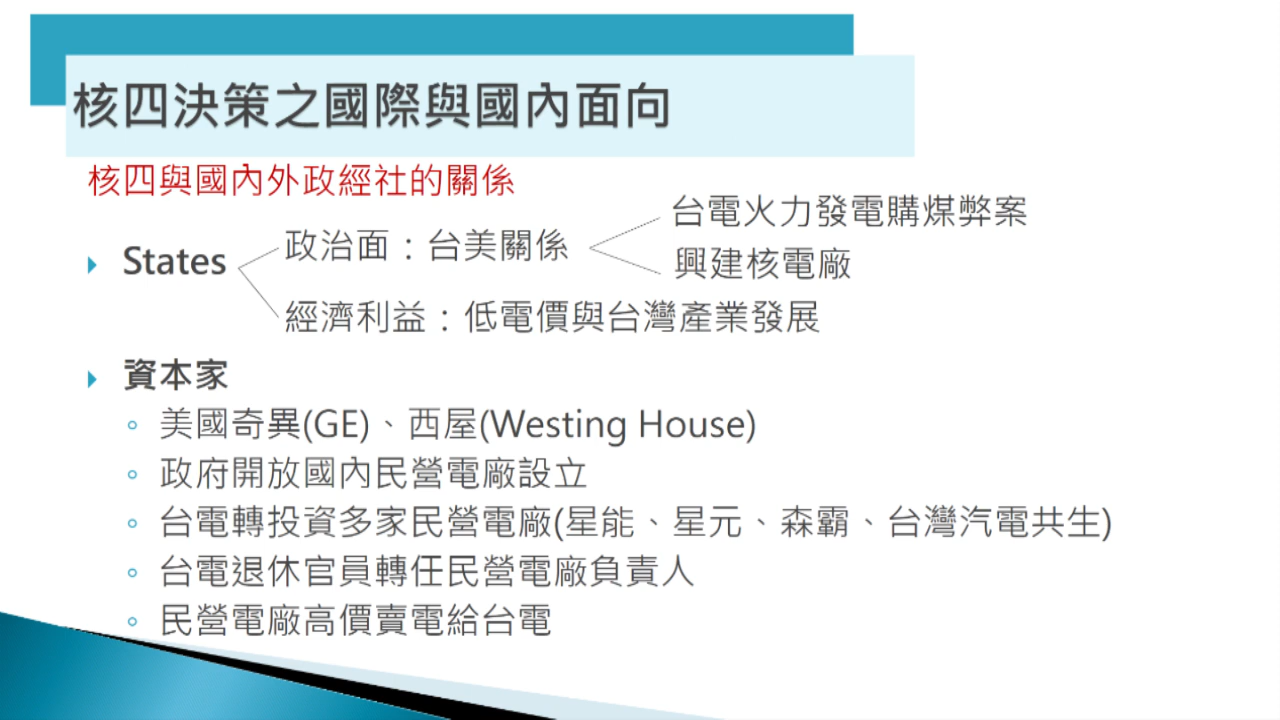 核四決策之國際與國內面向
核四與國內外政經社的關係
States
政治面：台美關係
台電火力發電購煤弊案
興建核電廠
經濟利益：低電價與台灣產業發展
資本家
美國奇異(GE)、西屋(Westing House)
政府開放國內民營電廠設立
台電轉投資多家民營電廠(星能、星元、森霸、台灣汽電共生)
台電退休官員轉任民營電廠負責人
民營電廠高價賣電給台電